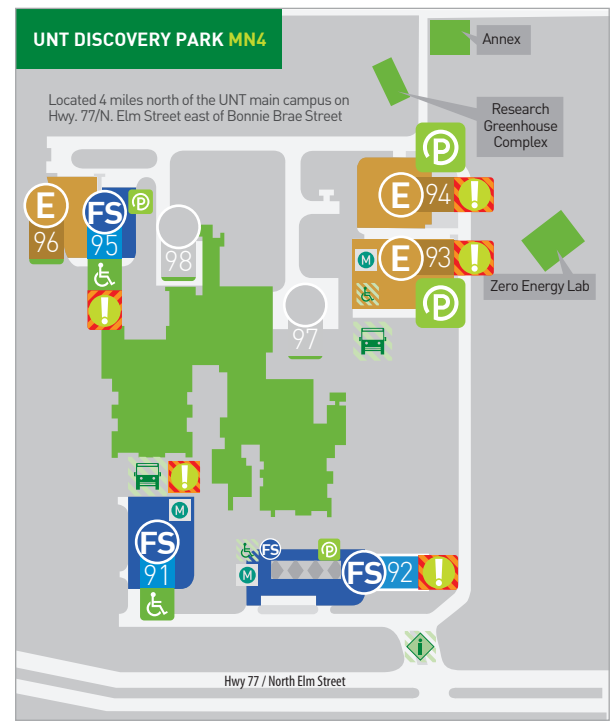 UNT DISCOVERY PARK MN4
Annex
Located 4 miles north of the UNT main campus on
Hwy. 77/N. Elm Street east of Bonnie Brae Street
Research
Greenhouse
Complex
P
E
94
!
E
96
FS
95
P
98
M
E
93
!
Zero Energy Lab
P
!
97
!
M
FS
91
FS
P
M
FS
92
!
i
Hwy 77 / North Elm Street